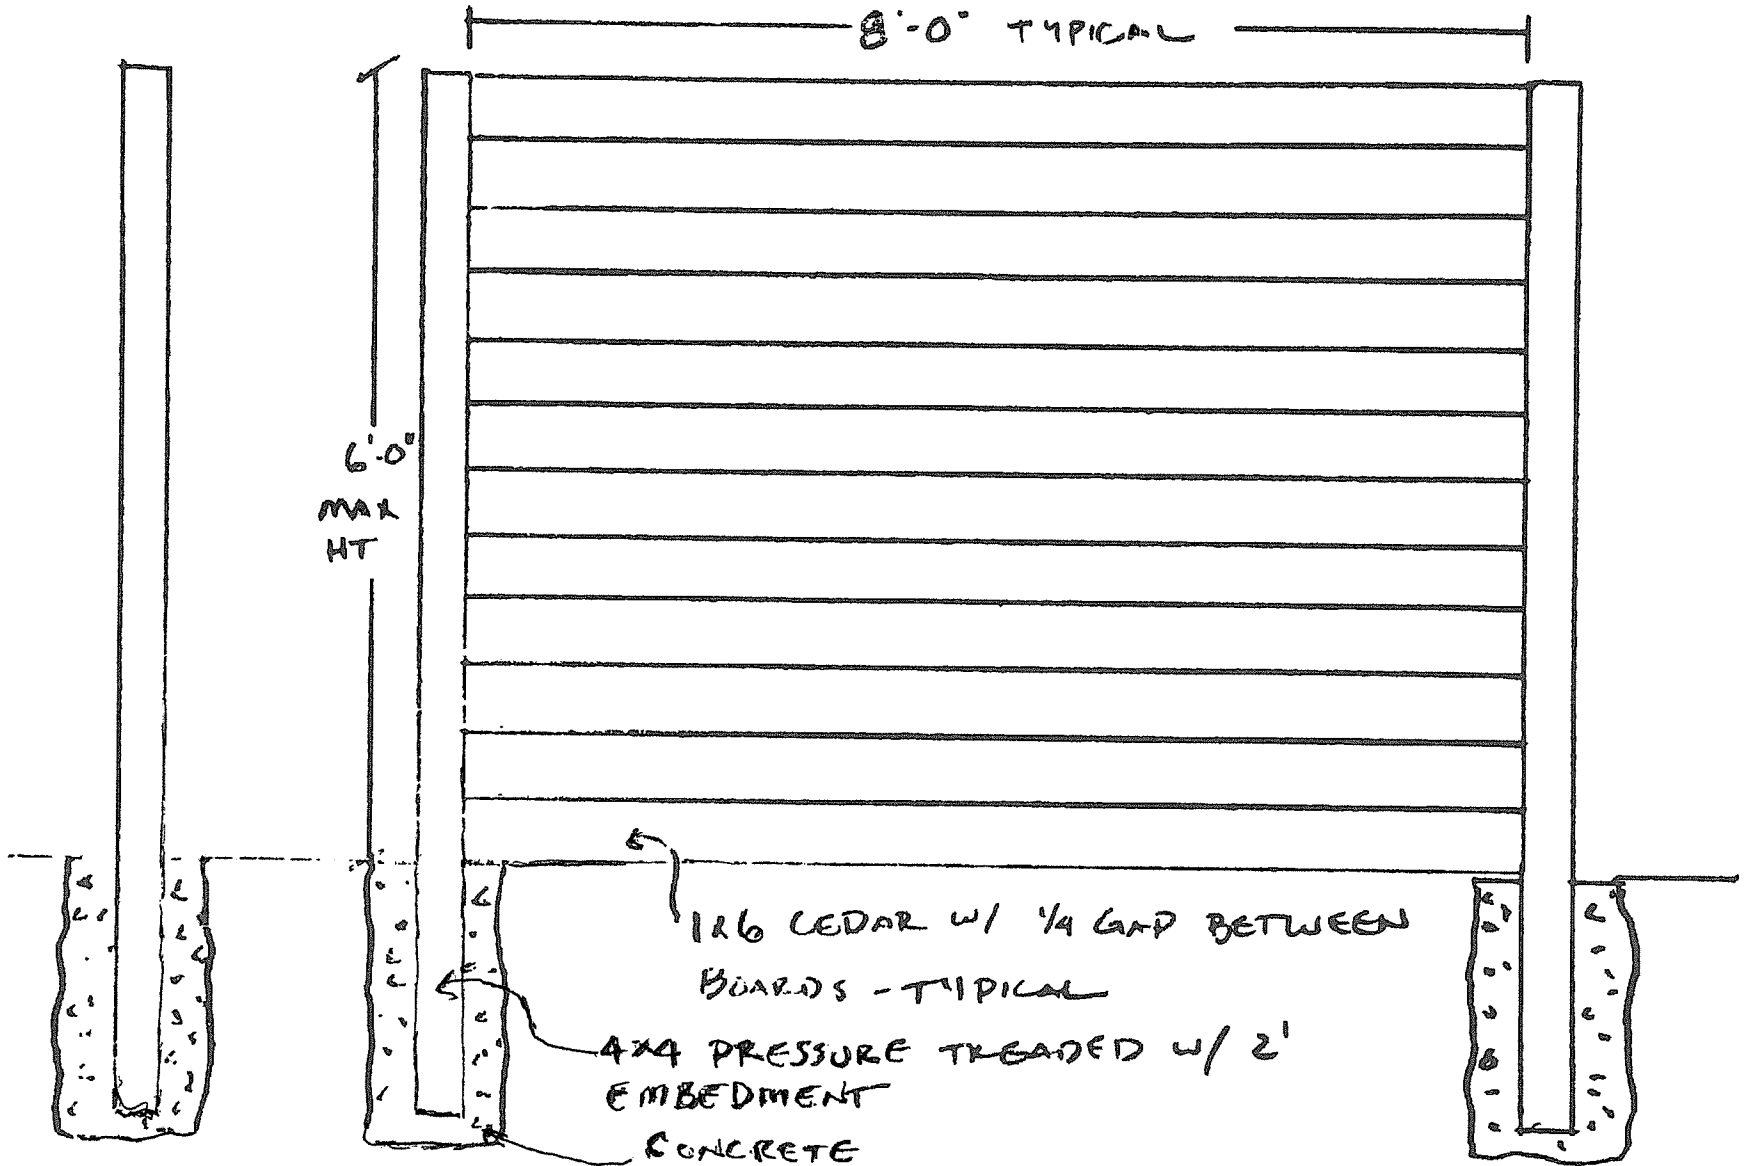 8'-0" TYPICAL
6'-0"
MAX
HT
1x6 CEDAR W/ 1/4 GAP BETWEEN
BOARDS - TYPICAL
4x4 PRESSURE TREADED W/ 2'
EMBEDMENT
CONCRETE